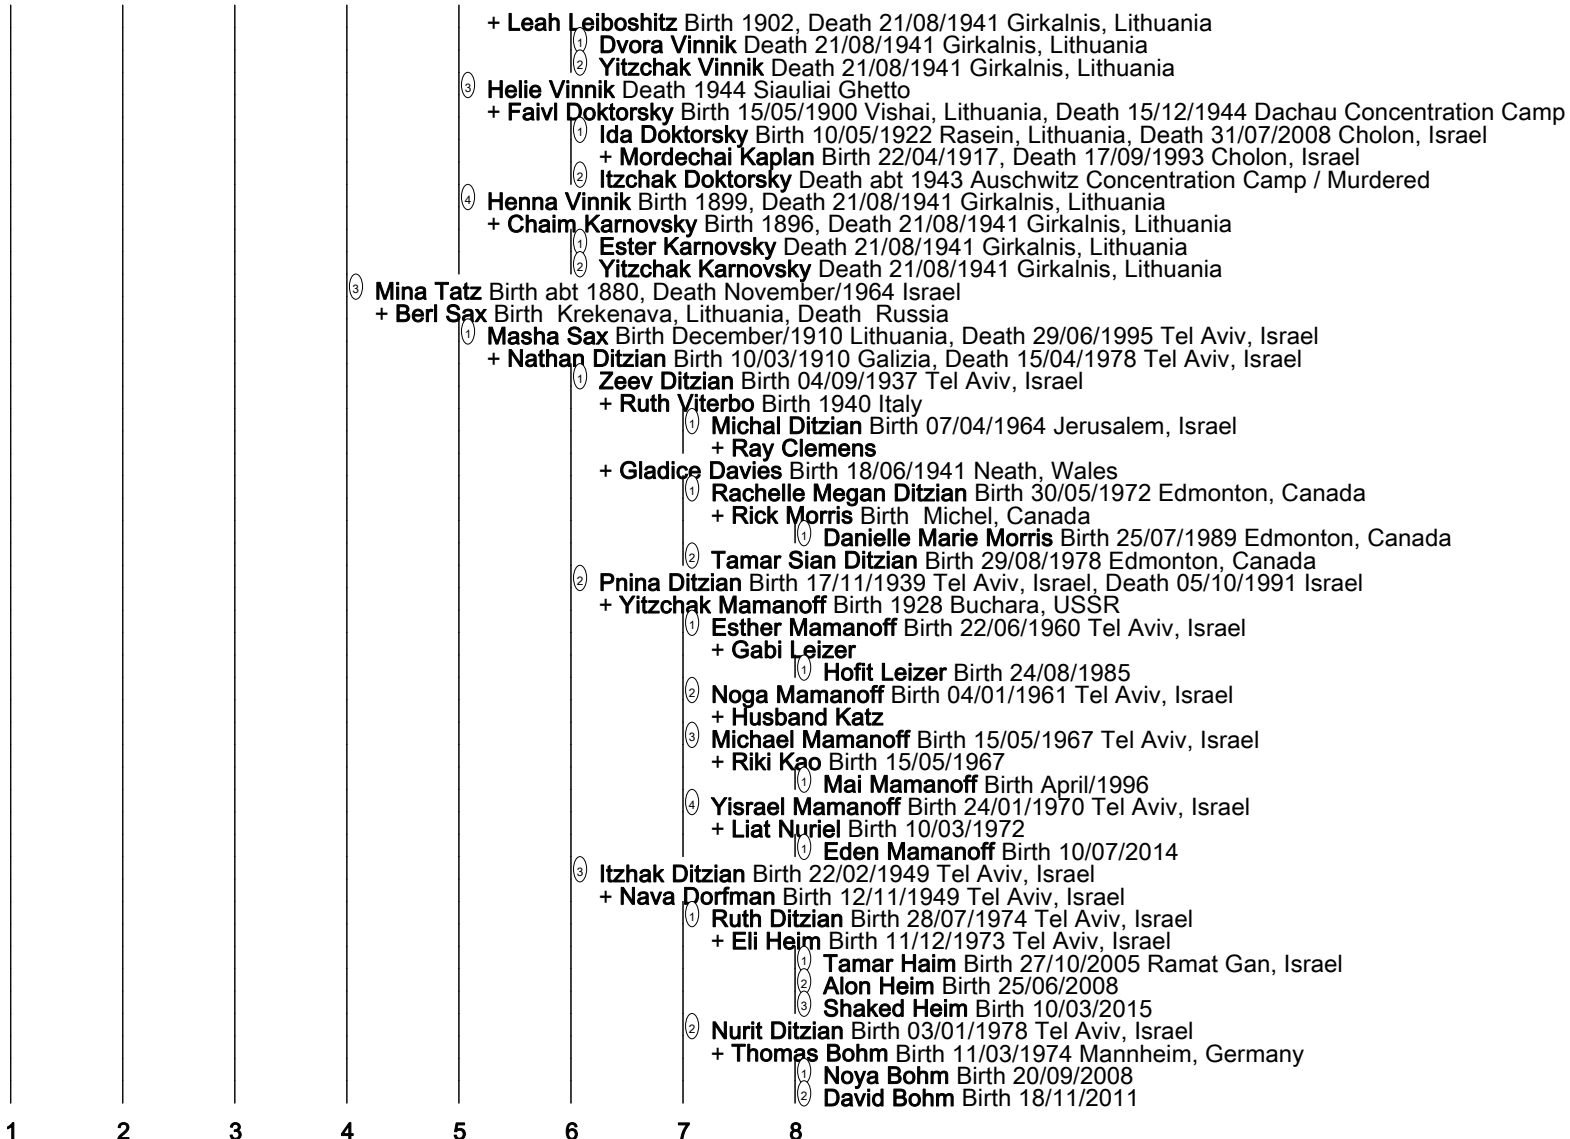 + Leah Leiboshitz Birth 1902, Death 21/08/1941 Girkalnis, Lithuania
1 Dvora Vinnik Death 21/08/1941 Girkalnis, Lithuania
2 Yitzchak Vinnik Death 21/08/1941 Girkalnis, Lithuania
3 Helie Vinnik Death 1944 Siauliai Ghetto
+ Faivl Doktorsky Birth 15/05/1900 Vishai, Lithuania, Death 15/12/1944 Dachau Concentration Camp
1 Ida Doktorsky Birth 10/05/1922 Rasein, Lithuania, Death 31/07/2008 Cholon, Israel
+ Mordechai Kaplan Birth 22/04/1917, Death 17/09/1993 Cholon, Israel
2 Itzchak Doktorsky Death abt 1943 Auschwitz Concentration Camp / Murdered
4 Henna Vinnik Birth 1899, Death 21/08/1941 Girkalnis, Lithuania
+ Chaim Karnovsky Birth 1896, Death 21/08/1941 Girkalnis, Lithuania
1 Ester Karnovsky Death 21/08/1941 Girkalnis, Lithuania
2 Yitzchak Karnovsky Death 21/08/1941 Girkalnis, Lithuania
3 Mina Tatz Birth abt 1880, Death November/1964 Israel
+ Berl Sax Birth Krekenava, Lithuania, Death Russia
1 Masha Sax Birth December/1910 Lithuania, Death 29/06/1995 Tel Aviv, Israel
+ Nathan Ditzian Birth 10/03/1910 Galizia, Death 15/04/1978 Tel Aviv, Israel
1 Zeev Ditzian Birth 04/09/1937 Tel Aviv, Israel
+ Ruth Viterbo Birth 1940 Italy
1 Michal Ditzian Birth 07/04/1964 Jerusalem, Israel
+ Ray Clemens
+ Gladice Davies Birth 18/06/1941 Neath, Wales
1 Rachelle Megan Ditzian Birth 30/05/1972 Edmonton, Canada
+ Rick Morris Birth Michel, Canada
1 Danielle Marie Morris Birth 25/07/1989 Edmonton, Canada
2 Tamar Sian Ditzian Birth 29/08/1978 Edmonton, Canada
2 Pnina Ditzian Birth 17/11/1939 Tel Aviv, Israel, Death 05/10/1991 Israel
+ Yitzchak Mamanoff Birth 1928 Buchara, USSR
1 Esther Mamanoff Birth 22/06/1960 Tel Aviv, Israel
+ Gabi Leizer
1 Hofit Leizer Birth 24/08/1985
2 Noga Mamanoff Birth 04/01/1961 Tel Aviv, Israel
+ Husband Katz
3 Michael Mamanoff Birth 15/05/1967 Tel Aviv, Israel
+ Riki Kao Birth 15/05/1967
1 Mai Mamanoff Birth April/1996
4 Yisrael Mamanoff Birth 24/01/1970 Tel Aviv, Israel
+ Liat Nuriel Birth 10/03/1972
1 Eden Mamanoff Birth 10/07/2014
3 Itzhak Ditzian Birth 22/02/1949 Tel Aviv, Israel
+ Nava Dorfman Birth 12/11/1949 Tel Aviv, Israel
1 Ruth Ditzian Birth 28/07/1974 Tel Aviv, Israel
+ Eli Heim Birth 11/12/1973 Tel Aviv, Israel
1 Tamar Haim Birth 27/10/2005 Ramat Gan, Israel
2 Alon Heim Birth 25/06/2008
3 Shaked Heim Birth 10/03/2015
2 Nurit Ditzian Birth 03/01/1978 Tel Aviv, Israel
+ Thomas Bohm Birth 11/03/1974 Mannheim, Germany
1 Noya Bohm Birth 20/09/2008
2 David Bohm Birth 18/11/2011
1 2 3 4 5 6 7 8